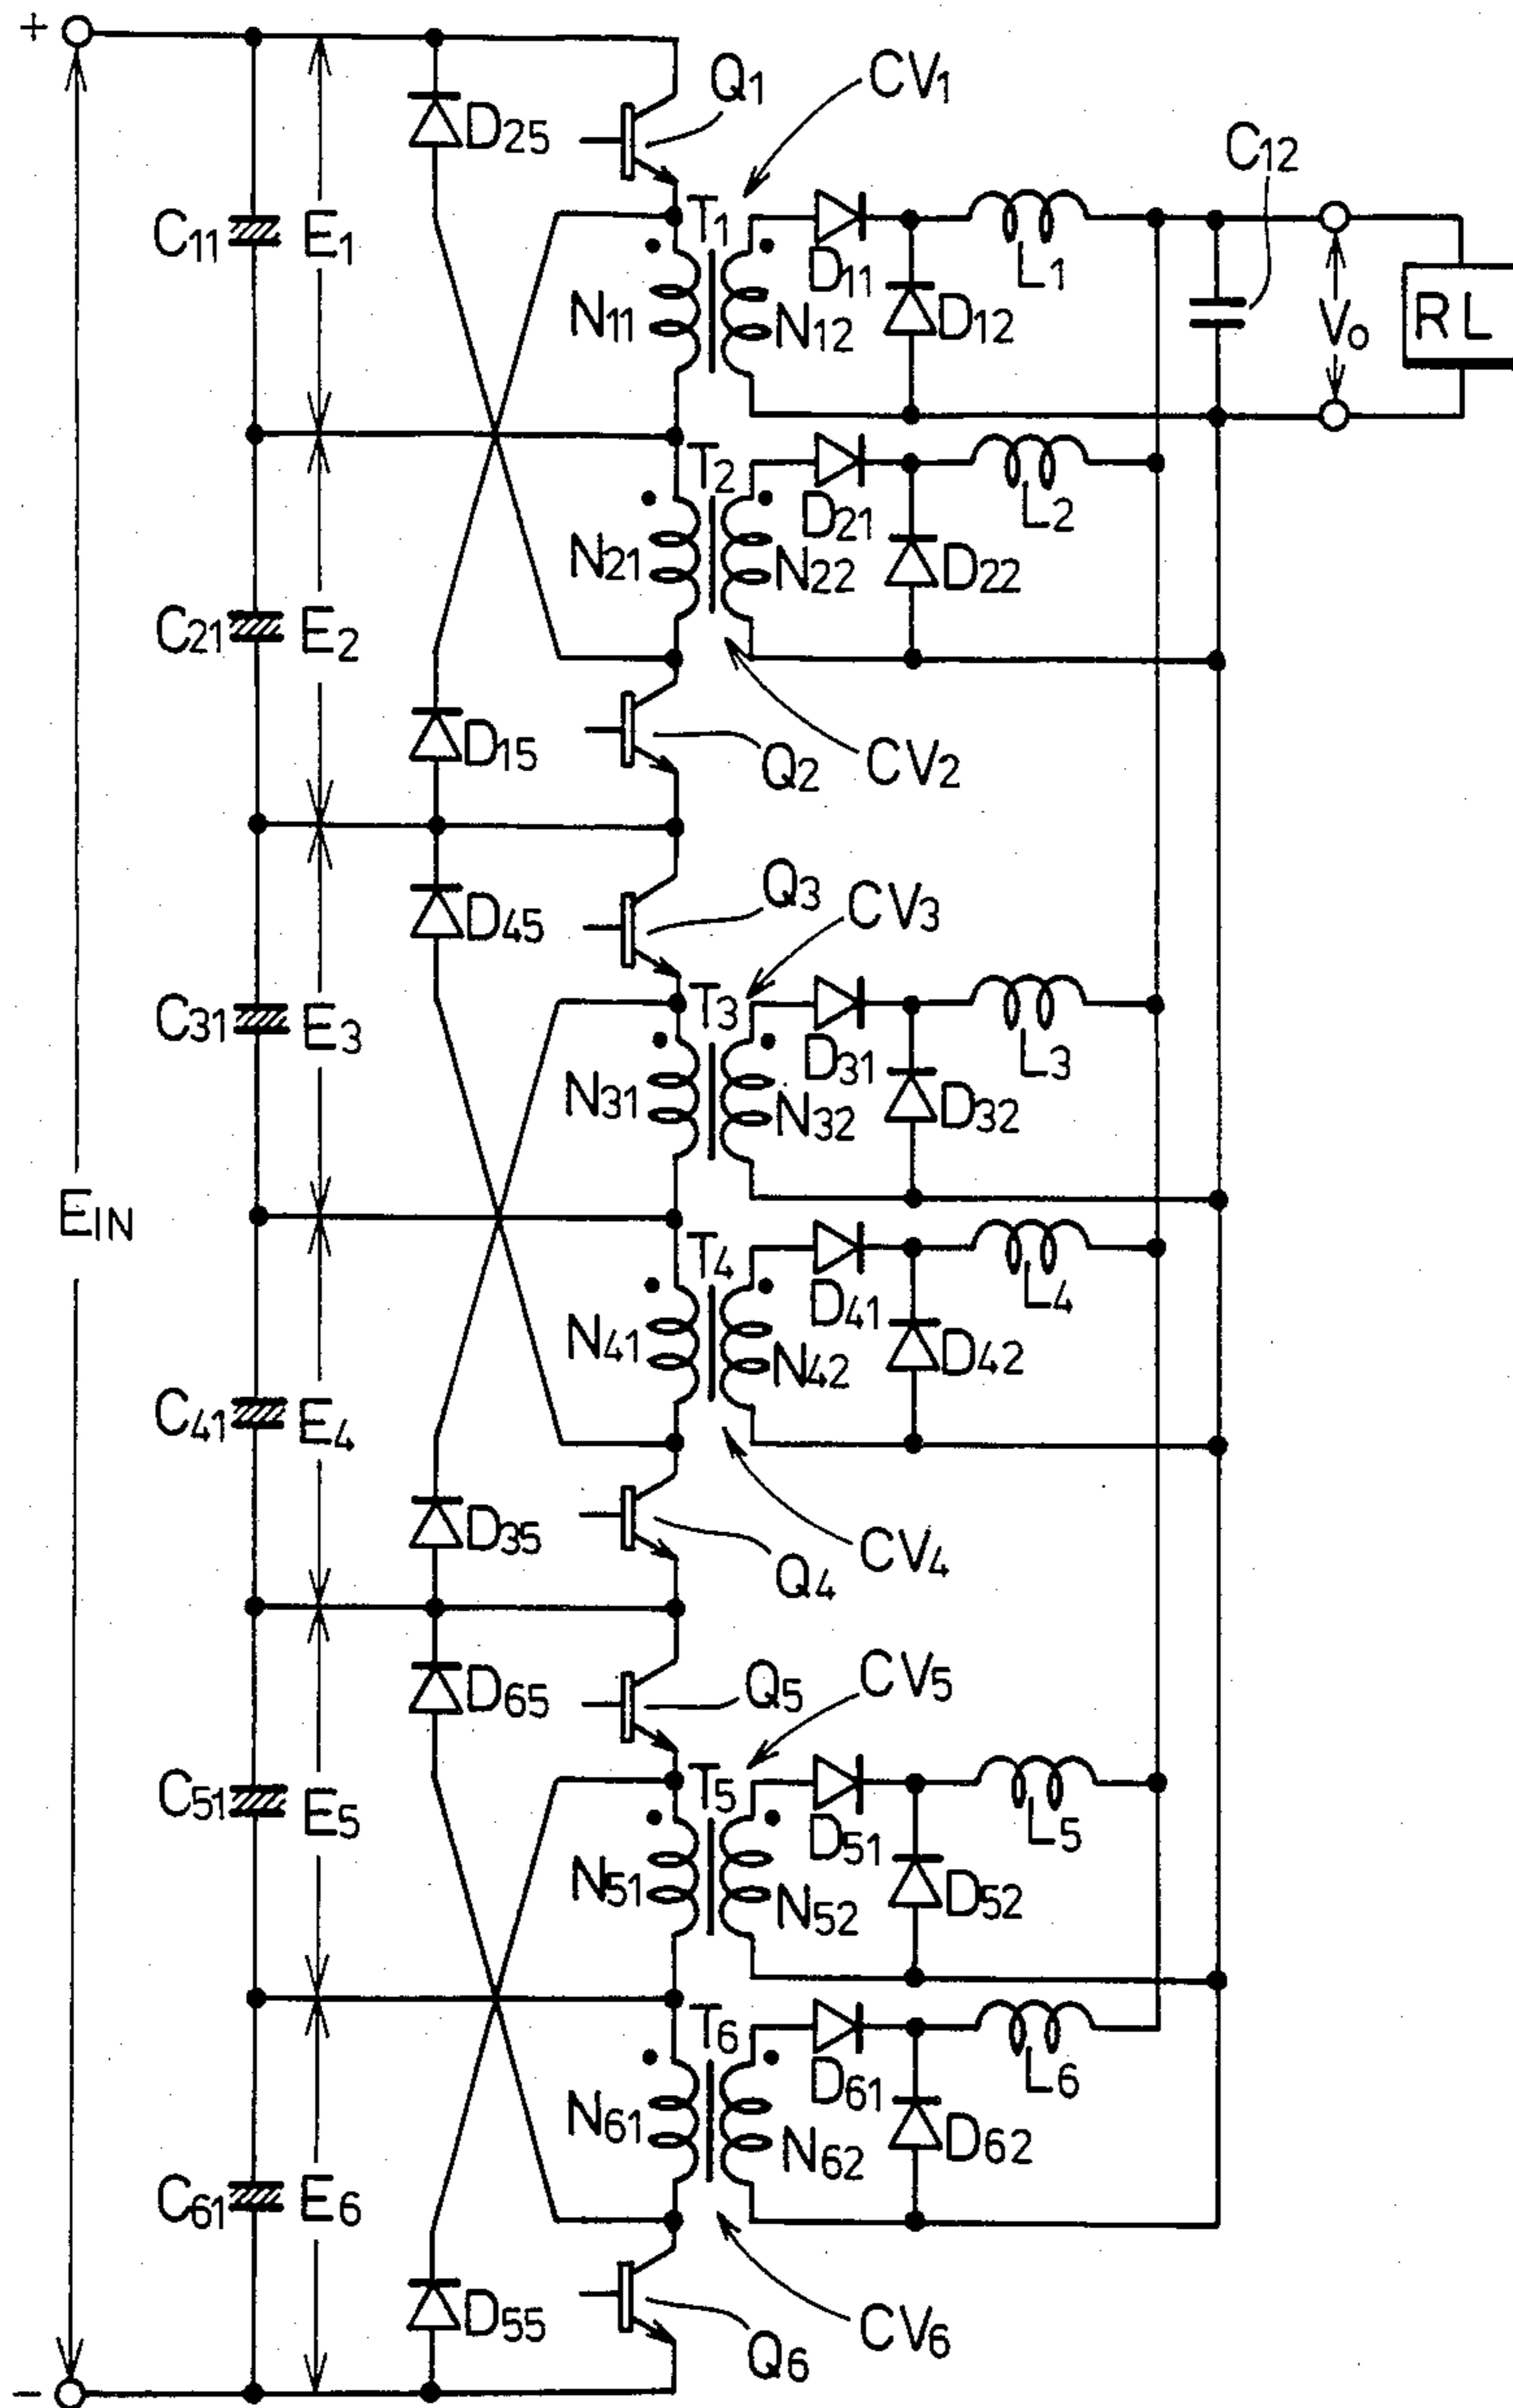 +
Q1
CV1
D25
C12
T1
C11
E1
D11
L1
N11
N12
D12
Vo
RL
T2
D21
L2
N21
N22
D22
C21
E2
D15
Q2
CV2
Q3
CV3
D45
T3
C31
E3
D31
L3
N31
N32
D32
EIN
T4
D41
L4
N41
N42
D42
C41
E4
D35
Q4
CV4
D65
Q5
CV5
T5
C51
E5
D51
L5
N51
N52
D52
T6
D61
L6
N61
N62
D62
C61
E6
D55
Q6
CV6
−